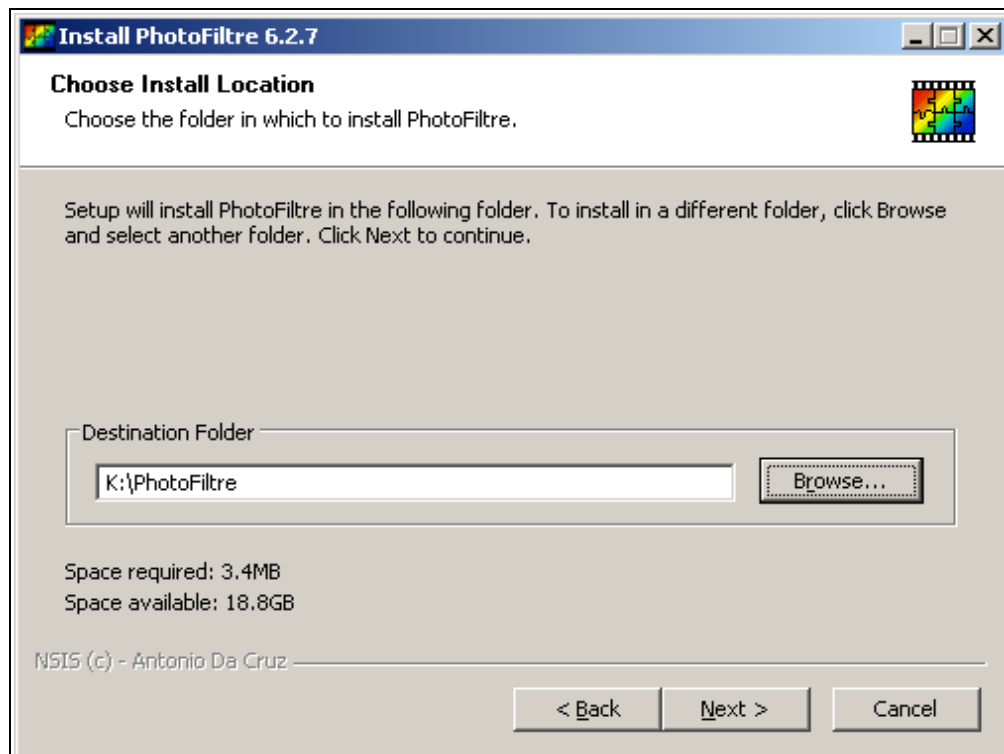 Install PhotoFiltre 6.2.7
Choose Install Location
Choose the folder in which to install PhotoFiltre.
Setup will install PhotoFiltre in the following folder. To install in a different folder, click Browse
and select another folder. Click Next to continue.
Destination Folder
K:\PhotoFiltre
Browse...
Space required: 3.4MB
Space available: 18.8GB
NSIS (c) - Antonio Da Cruz
< Back
Next >
Cancel